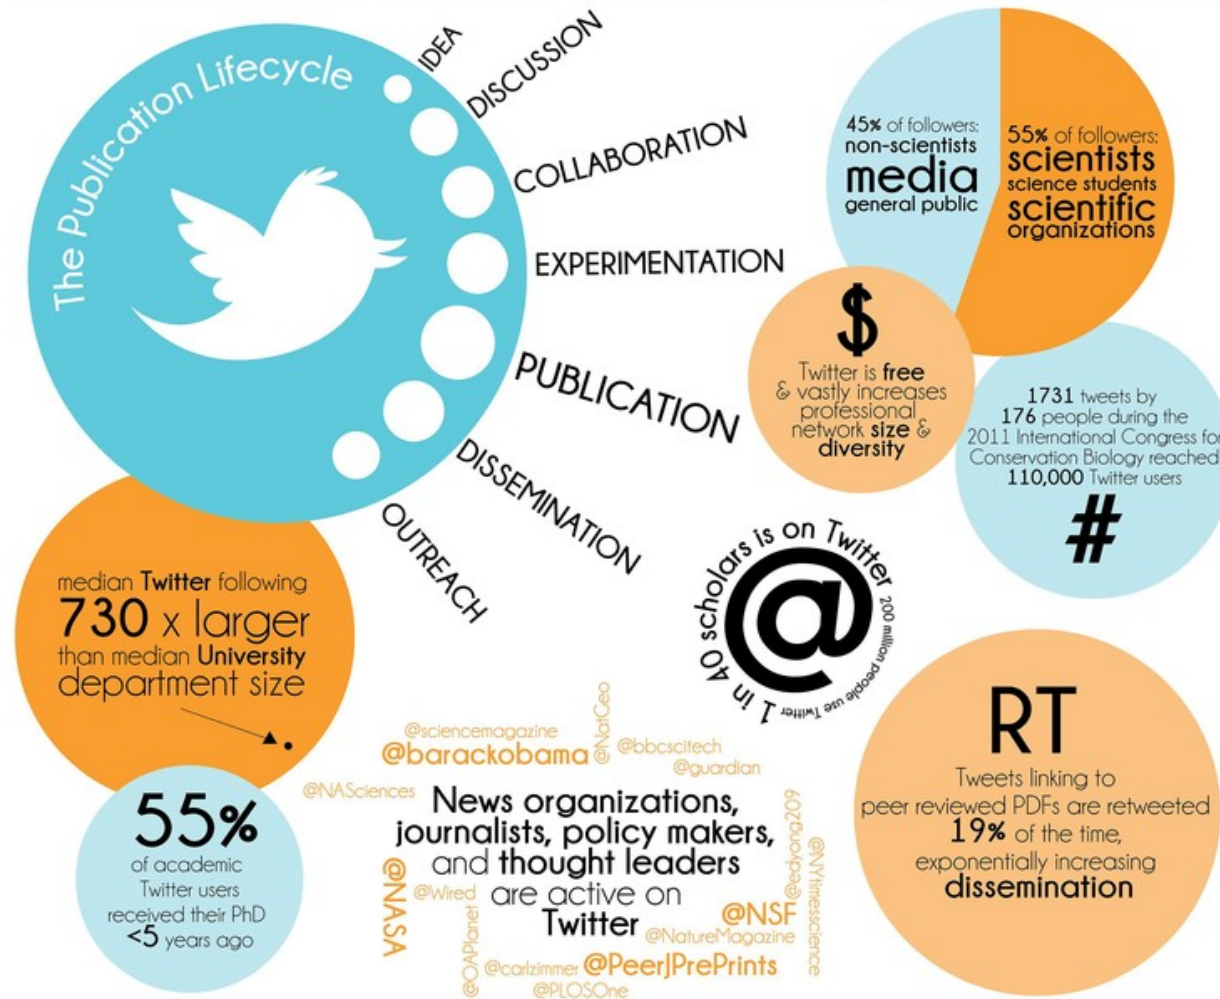 The Publication Lifecycle
IDEA
DISCUSSION
COLLABORATION
EXPERIMENTATION
PUBLICATION
DISSEMINATION
OUTREACH
45% of followers:
non-scientists
media
general public
55% of followers:
scientists
science students
scientific
organizations
$
Twitter is free
& vastly increases
professional
network size &
diversity
1731 tweets by
176 people during the
2011 International Congress for
Conservation Biology reached
110,000 Twitter users
#
median Twitter following
730 x larger
than median University
department size
1 in 40 scholars is on Twitter
200 million people use Twitter
@
55%
of academic
Twitter users
received their PhD
<5 years ago
@sciencemagazine
@barackobama
@NatGeo
@bbcscitech
@guardian
@NASciences
News organizations,
journalists, policy makers,
and thought leaders
are active on
Twitter
@NASA
@Wired
@OAPlanet
@edyong209
@NYtimesscience
@NSF
@NatureMagazine
@carlzimmer
@PeerJPrePrints
@PLOSOne
RT
Tweets linking to
peer reviewed PDFs are retweeted
19% of the time,
exponentially increasing
dissemination